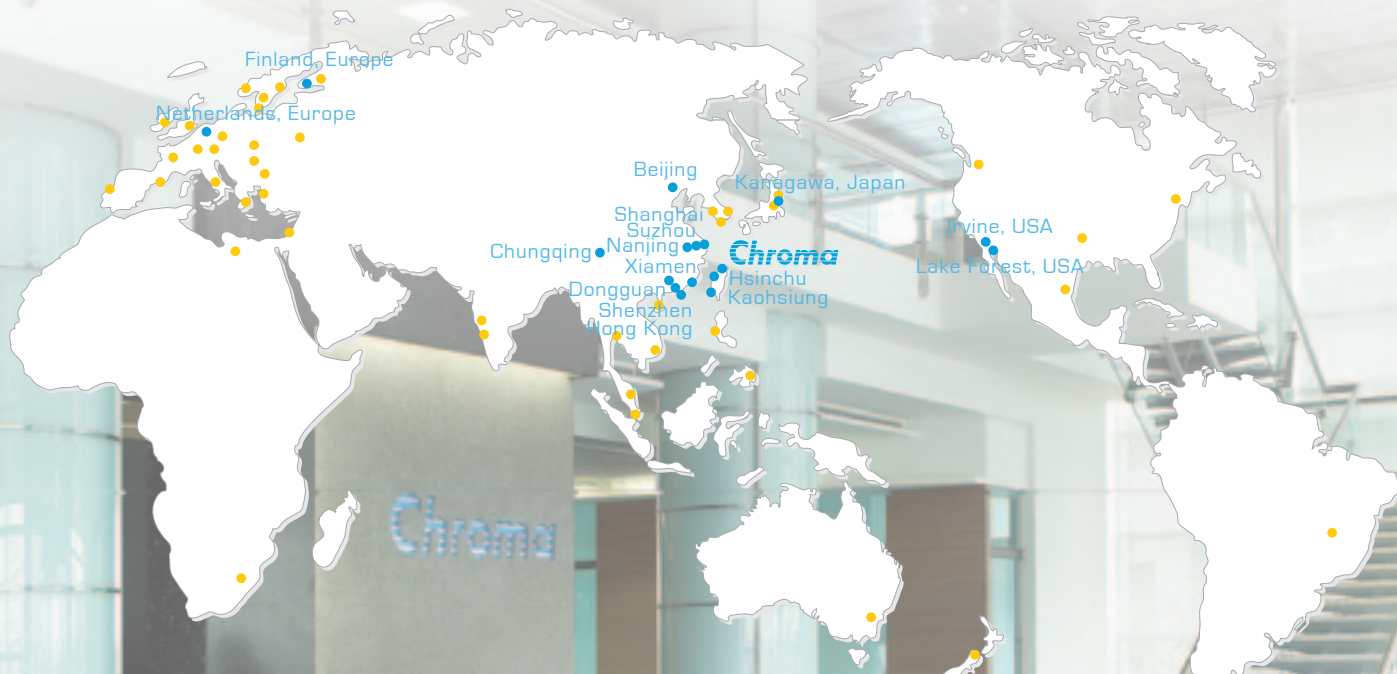 Finland, Europe
Netherlands, Europe
Beijing
Kanagawa, Japan
Shanghai
Suzhou
Irvine, USA
Chungqing
Nanjing
Chroma
Xiamen
Lake Forest, USA
Hsinchu
Dongguan
Kaohsiung
Shenzhen
Hong Kong
Chroma